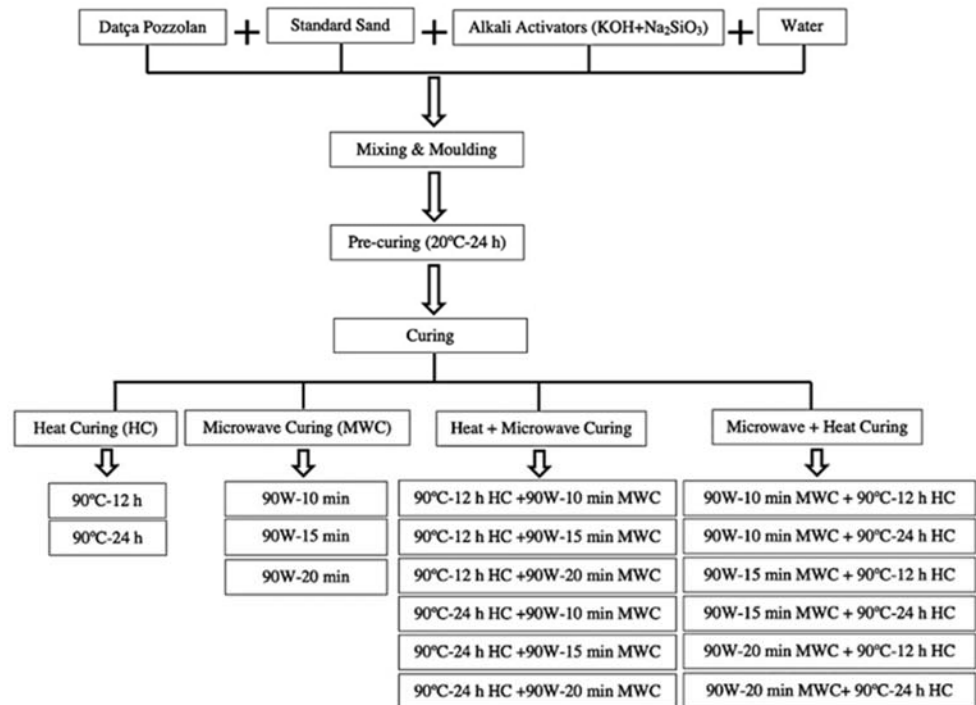 Datça Pozzolan + Standard Sand + Alkali Activators (KOH+Na₂SiO₃) + Water
Mixing & Moulding
Pre-curing (20ºC-24 h)
Curing
Heat Curing (HC)
90ºC-12 h
90ºC-24 h
Microwave Curing (MWC)
90W-10 min
90W-15 min
90W-20 min
Heat + Microwave Curing
90ºC-12 h HC +90W-10 min MWC
90ºC-12 h HC +90W-15 min MWC
90ºC-12 h HC +90W-20 min MWC
90ºC-24 h HC +90W-10 min MWC
90ºC-24 h HC +90W-15 min MWC
90ºC-24 h HC +90W-20 min MWC
Microwave + Heat Curing
90W-10 min MWC + 90ºC-12 h HC
90W-10 min MWC + 90ºC-24 h HC
90W-15 min MWC + 90ºC-12 h HC
90W-15 min MWC + 90ºC-24 h HC
90W-20 min MWC + 90ºC-12 h HC
90W-20 min MWC+ 90ºC-24 h HC